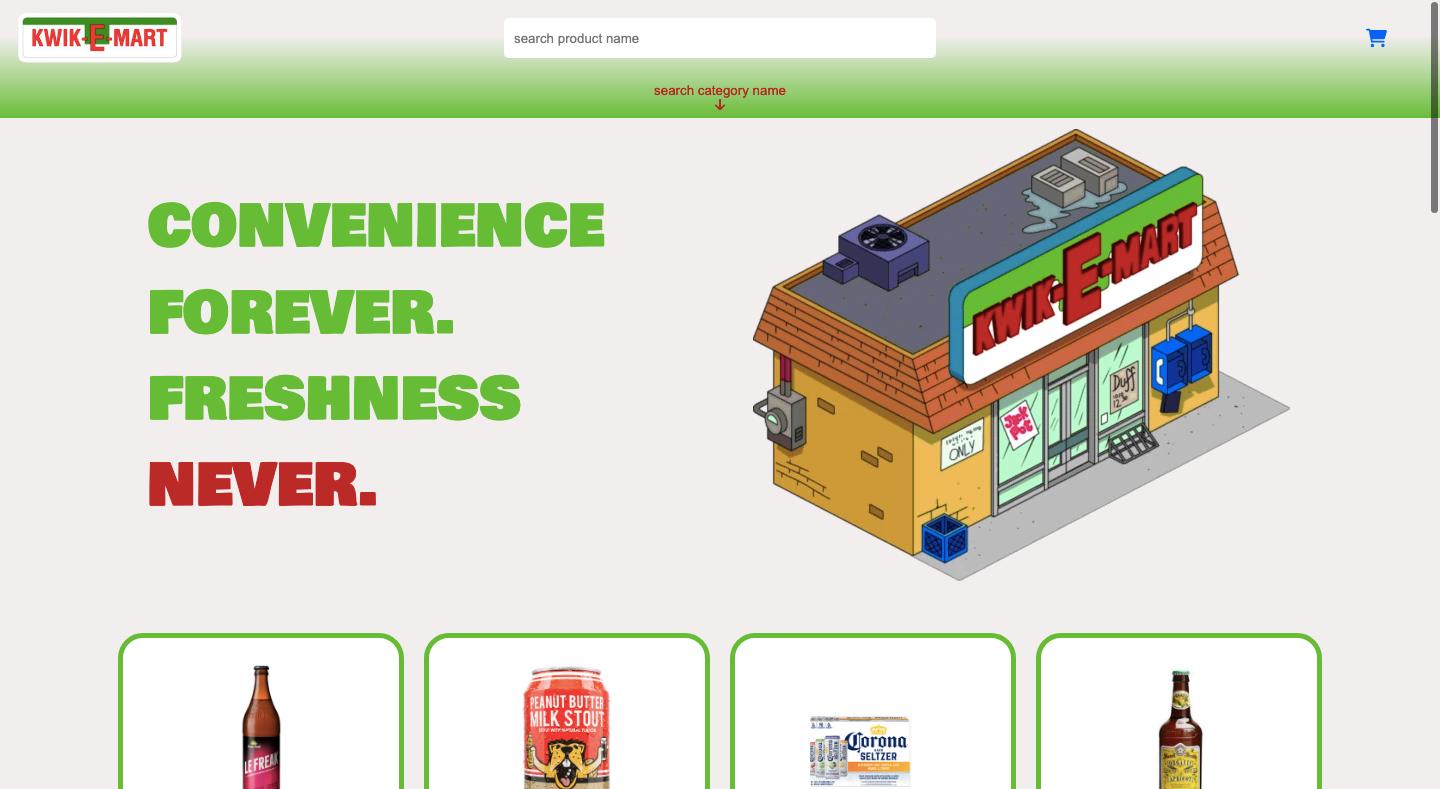 KWIK-E-MART
search product name
search category name
CONVENIENCE
FOREVER.
FRESHNESS
NEVER.
KWIK-E-MART
Duff
Jack
Pot
ONLY
LE FREAK
PEANUT BUTTER
MILK STOUT
Corona
SELTZER